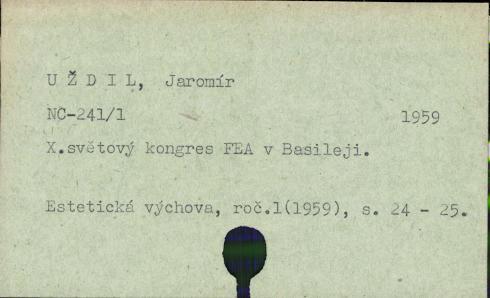 U Ž D I L, Jaromír
NC-241/1 1959
X.světový kongres FEA v Basileji.
Estetická výchova, roč.1(1959), s. 24 - 25.